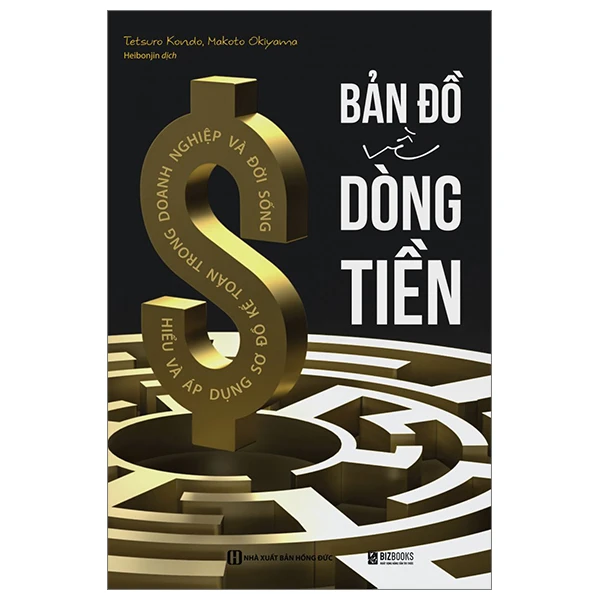 Tetsuro Kondo, Makoto Okiyama
Heibonjin dịch
BẢN ĐỒ
về
DÒNG
TIỀN
HIỂU VÀ ÁP DỤNG SƠ ĐỒ KẾ TOÁN TRONG DOANH NGHIỆP VÀ ĐỜI SỐNG
NHÀ XUẤT BẢN HỒNG ĐỨC
BIZBOOKS